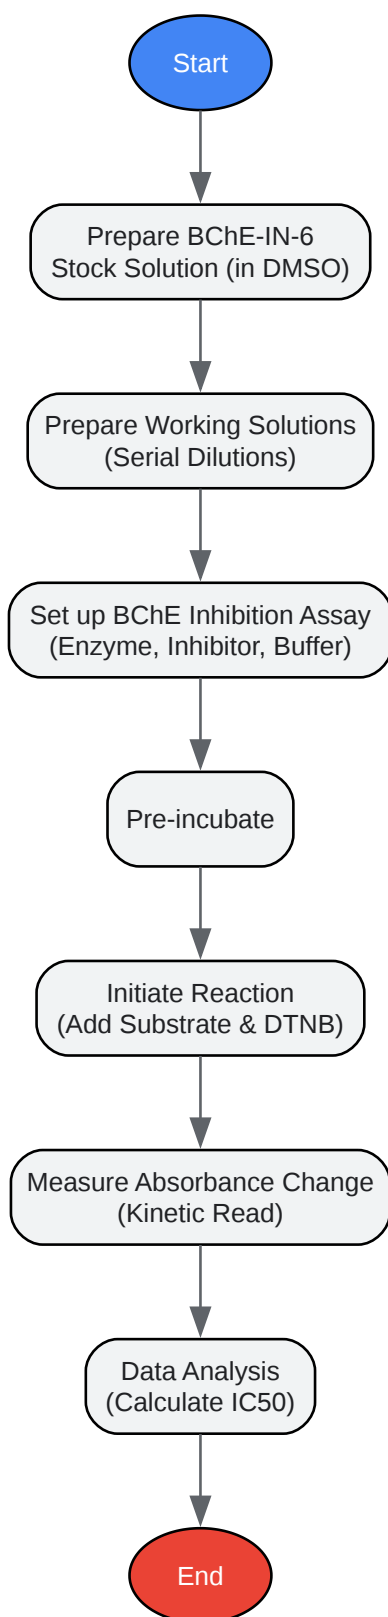 Start
Prepare BChE-IN-6
Stock Solution (in DMSO)
Prepare Working Solutions
(Serial Dilutions)
Set up BChE Inhibition Assay
(Enzyme, Inhibitor, Buffer)
Pre-incubate
Initiate Reaction
(Add Substrate & DTNB)
Measure Absorbance Change
(Kinetic Read)
Data Analysis
(Calculate IC50)
End